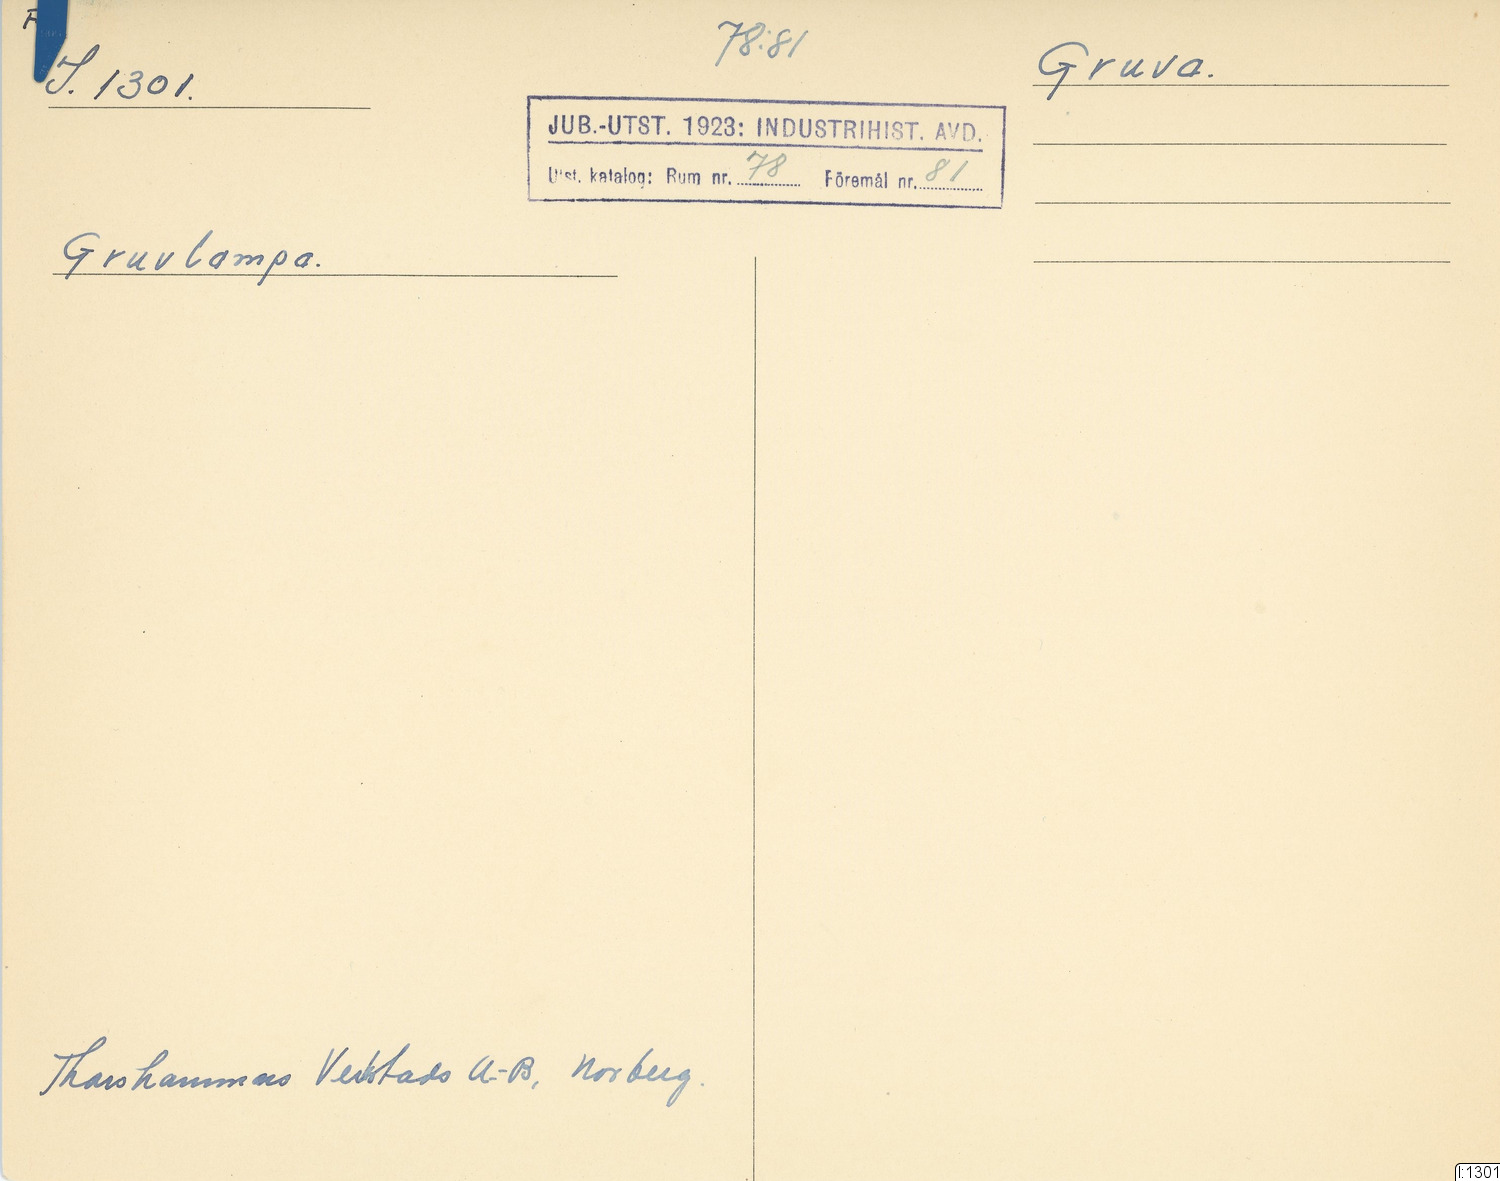 78:81
I. 1301.
Gruva.
JUB.-UTST. 1923: INDUSTRIHIST. AVD.
Utst. katalog: Rum nr. 78 Föremål nr. 81
Gruvlampa.
Thorshammars Verkstads A-B, Norberg.
I:1301